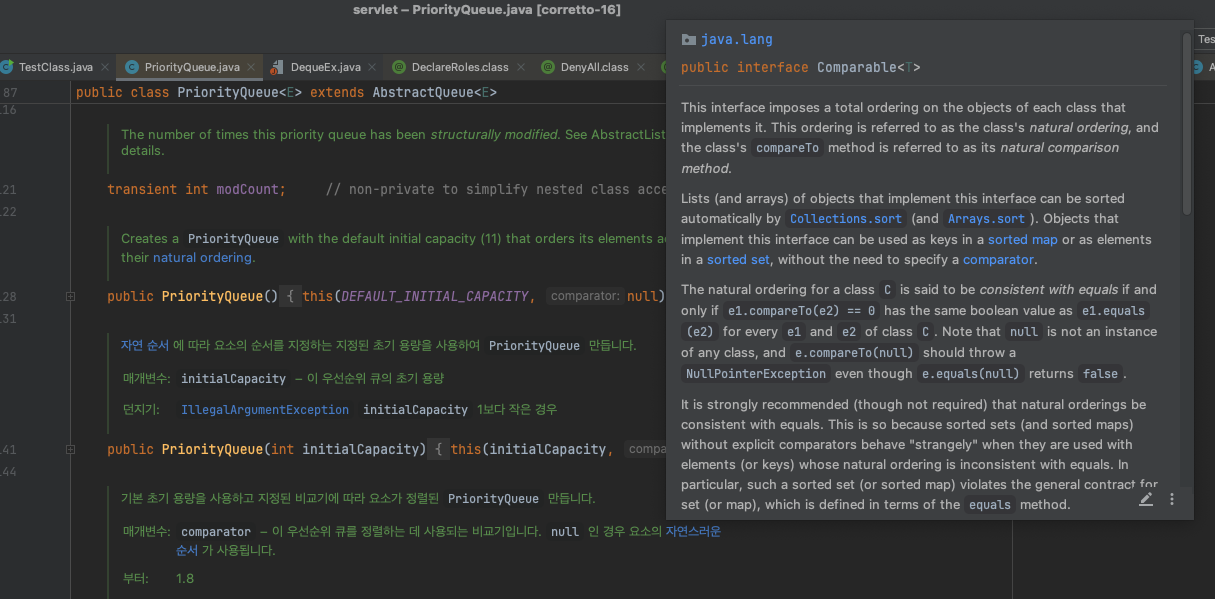 servlet – PriorityQueue.java [corretto-16]
TestClass.java
PriorityQueue.java
DequeEx.java
DeclareRoles.class
DenyAll.class
Tes
87 public class PriorityQueue<E> extends AbstractQueue<E>
116
The number of times this priority queue has been structurally modified. See AbstractList
details.
121 transient int modCount; // non-private to simplify nested class acce
122
Creates a PriorityQueue with the default initial capacity (11) that orders its elements a
their natural ordering.
128 public PriorityQueue() { this(DEFAULT_INITIAL_CAPACITY, comparator: null)
131
자연 순서 에 따라 요소의 순서를 지정하는 지정된 초기 용량을 사용하여 PriorityQueue 만듭니다.
매개변수: initialCapacity – 이 우선순위 큐의 초기 용량
던지기: IllegalArgumentException initialCapacity 1보다 작은 경우
141 public PriorityQueue(int initialCapacity) { this(initialCapacity, compa
144
기본 초기 용량을 사용하고 지정된 비교기에 따라 요소가 정렬된 PriorityQueue 만듭니다.
매개변수: comparator – 이 우선순위 큐를 정렬하는 데 사용되는 비교기입니다. null 인 경우 요소의 자연스러운
순서 가 사용됩니다.
부터: 1.8
java.lang
public interface Comparable<T>
This interface imposes a total ordering on the objects of each class that
implements it. This ordering is referred to as the class's natural ordering, and
the class's compareTo method is referred to as its natural comparison
method.
Lists (and arrays) of objects that implement this interface can be sorted
automatically by Collections.sort (and Arrays.sort). Objects that
implement this interface can be used as keys in a sorted map or as elements
in a sorted set, without the need to specify a comparator.
The natural ordering for a class C is said to be consistent with equals if and
only if e1.compareTo(e2) == 0 has the same boolean value as e1.equals
(e2) for every e1 and e2 of class C. Note that null is not an instance
of any class, and e.compareTo(null) should throw a
NullPointerException even though e.equals(null) returns false.
It is strongly recommended (though not required) that natural orderings be
consistent with equals. This is so because sorted sets (and sorted maps)
without explicit comparators behave "strangely" when they are used with
elements (or keys) whose natural ordering is inconsistent with equals. In
particular, such a sorted set (or sorted map) violates the general contract for
set (or map), which is defined in terms of the equals method.